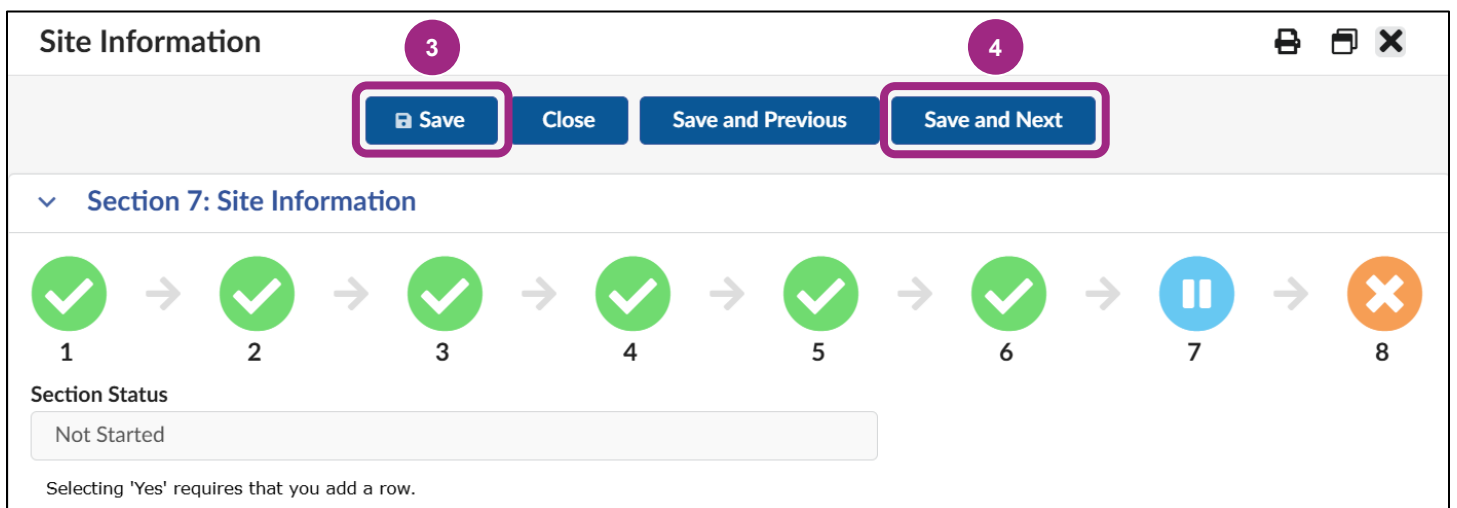 Site Information
3
4
Save
Close
Save and Previous
Save and Next
Section 7: Site Information
1
2
3
4
5
6
7
8
Section Status
Not Started
Selecting 'Yes' requires that you add a row.